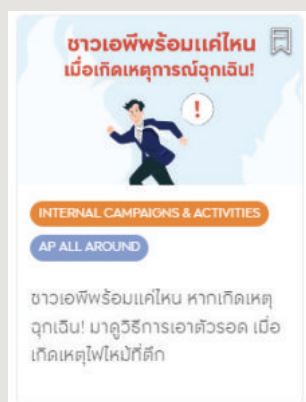 ชาวเอพีพร้อมแค่ไหน
เมื่อเกิดเหตุการณ์ฉุกเฉิน!
!
INTERNAL CAMPAIGNS & ACTIVITIES
AP ALL AROUND
ชาวเอพีพร้อมแค่ไหน หากเกิดเหตุ
ฉุกเฉิน! มาดูวิธีการเอาตัวรอด เมื่อ
เกิดเหตุไฟไหม้ที่ตึก